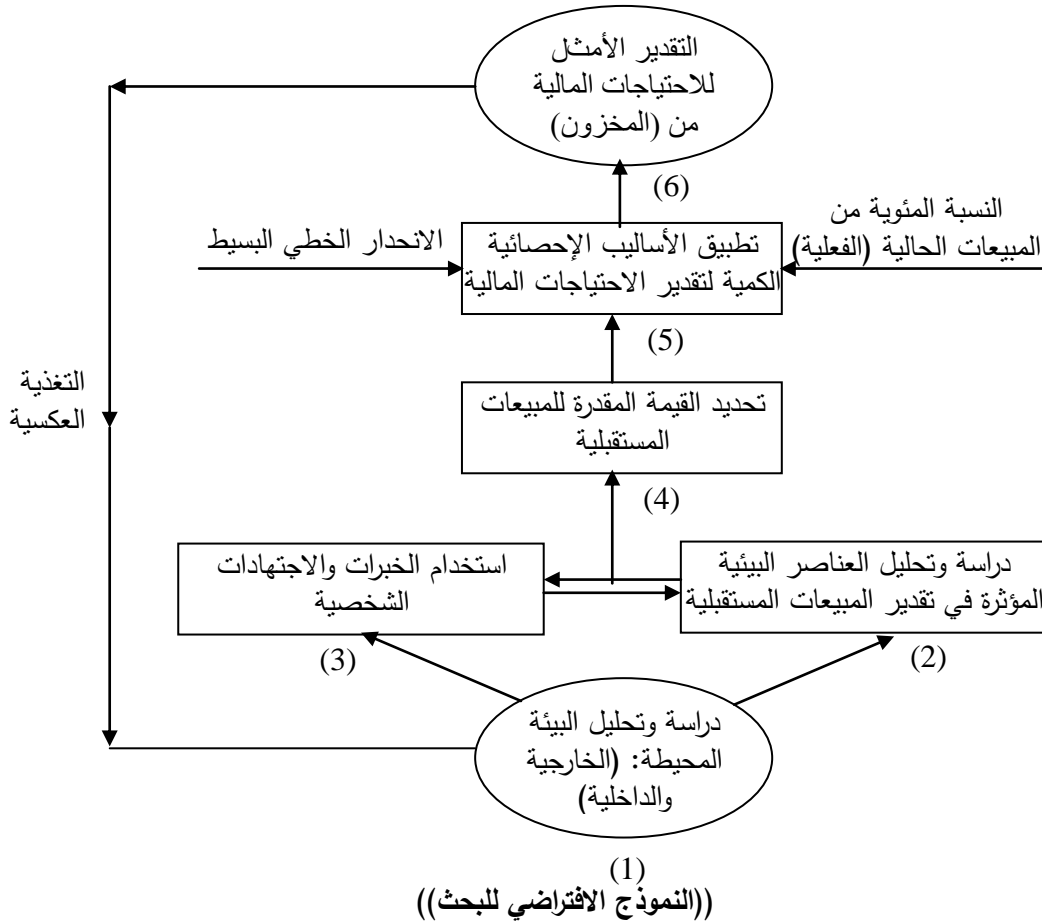 التقدير الأمثل
للاحتياجات المالية
من (المخزون)
(6)
النسبة المئوية من
المبيعات الحالية (الفعلية)
تطبيق الأساليب الإحصائية
الكمية لتقدير الاحتياجات المالية
الانحدار الخطي البسيط
(5)
التغذية
العكسية
تحديد القيمة المقدرة للمبيعات
المستقبلية
(4)
دراسة وتحليل العناصر البيئية
المؤثرة في تقدير المبيعات المستقبلية
استخدام الخبرات والاجتهادات
الشخصية
(2)
(3)
دراسة وتحليل البيئة
المحيطة: (الخارجية
والداخلية)
(1)
((النموذج الافتراضي للبحث))